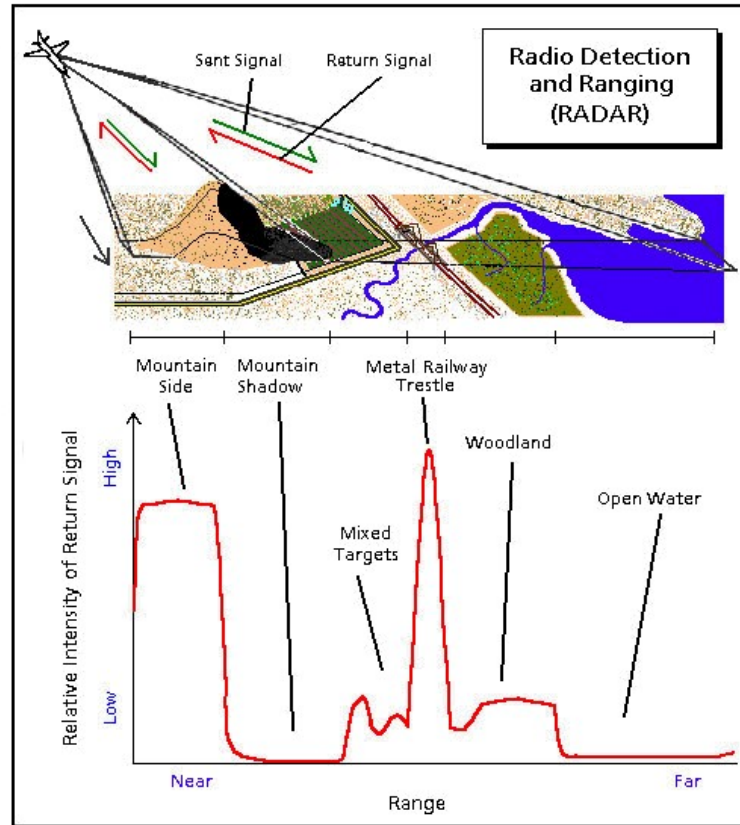 Radio Detection
and Ranging
(RADAR)
Sent Signal
Return Signal
Mountain
Side
Mountain
Shadow
Metal Railway
Trestle
Woodland
Open Water
Mixed
Targets
Relative Intensity of Return Signal
High
Low
Near
Far
Range